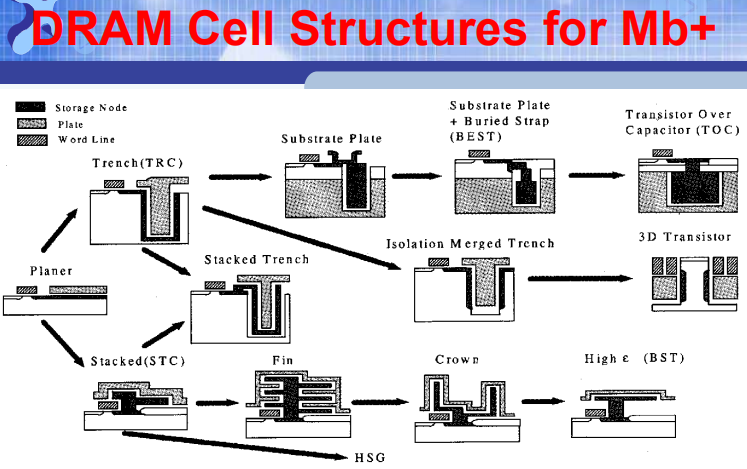 DRAM Cell Structures for Mb+
Storage Node
Plate
Word Line
Trench(TRC)
Substrate Plate
Substrate Plate
+ Buried Strap
(BEST)
Transistor Over
Capacitor (TOC)
Planer
Stacked Trench
Isolation Merged Trench
3D Transistor
Stacked(STC)
Fin
Crown
High ε (BST)
HSG